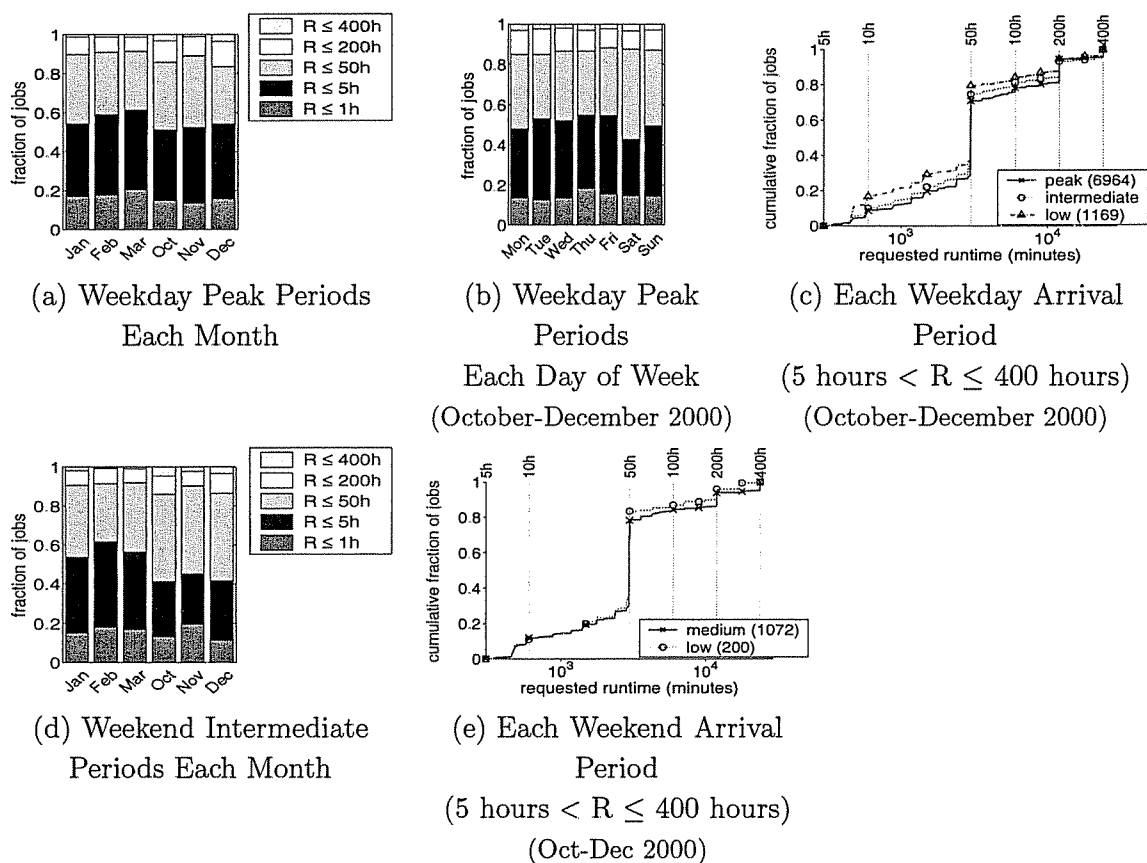 R ≤ 400h
R ≤ 200h
R ≤ 50h
R ≤ 5h
R ≤ 1h
fraction of jobs
1
0.8
0.6
0.4
0.2
0
Jan Feb Mar Oct Nov Dec
(a) Weekday Peak Periods
Each Month
fraction of jobs
1
0.8
0.6
0.4
0.2
0
Mon Tue Wed Thu Fri Sat Sun
(b) Weekday Peak
Periods
Each Day of Week
(October-December 2000)
5h 10h 50h 100h 200h 400h
cumulative fraction of jobs
1
0.8
0.6
0.4
0.2
0
peak (6964)
intermediate
low (1169)
10³ 10⁴
requested runtime (minutes)
(c) Each Weekday Arrival
Period
(5 hours < R ≤ 400 hours)
(October-December 2000)
R ≤ 400h
R ≤ 200h
R ≤ 50h
R ≤ 5h
R ≤ 1h
fraction of jobs
1
0.8
0.6
0.4
0.2
0
Jan Feb Mar Oct Nov Dec
(d) Weekend Intermediate
Periods Each Month
5h 10h 50h 100h 200h 400h
cumulative fraction of jobs
1
0.8
0.6
0.4
0.2
0
medium (1072)
low (200)
10³ 10⁴
requested runtime (minutes)
(e) Each Weekend Arrival
Period
(5 hours < R ≤ 400 hours)
(Oct-Dec 2000)